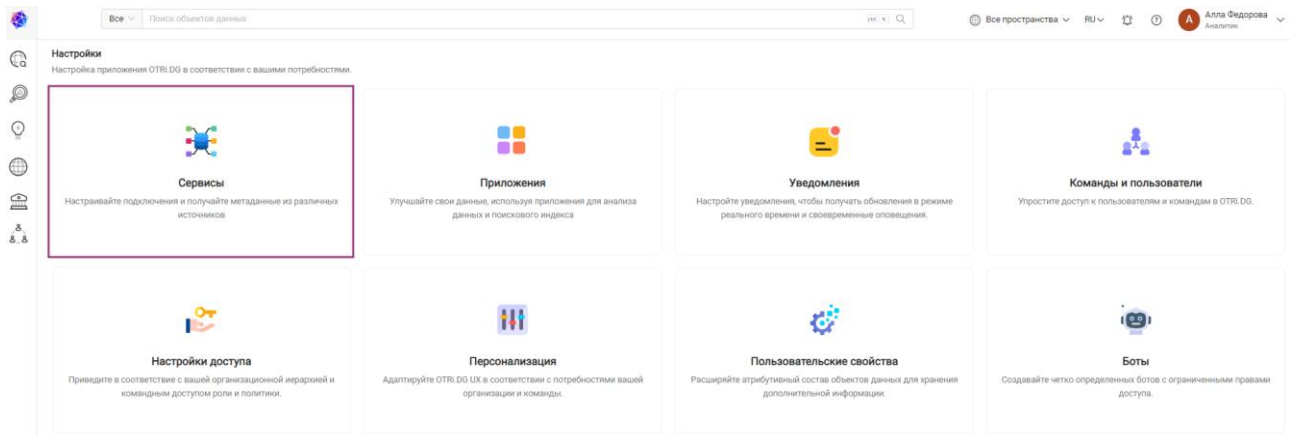 Все
Поиск объектов данных
Все пространства
RU
А
Алла Федорова
Аналитик
Настройки
Настройка приложения OTRi.DG в соответствии с вашими потребностями.
Сервисы
Настраивайте подключения и получайте метаданные из различных
источников
Приложения
Улучшайте свои данные, используя приложения для анализа
данных и поискового индекса
Уведомления
Настройте уведомления, чтобы получать обновления в режиме
реального времени и своевременные оповещения.
Команды и пользователи
Упростите доступ к пользователям и командам в OTRi.DG.
Настройки доступа
Приведите в соответствие с вашей организационной иерархией и
командным доступом роли и политики.
Персонализация
Адаптируйте OTRi.DG UX в соответствии с потребностями вашей
организации и команды.
Пользовательские свойства
Расширяйте атрибутивный состав объектов данных для хранения
дополнительной информации.
Боты
Создавайте четко определенных ботов с ограниченными правами
доступа.